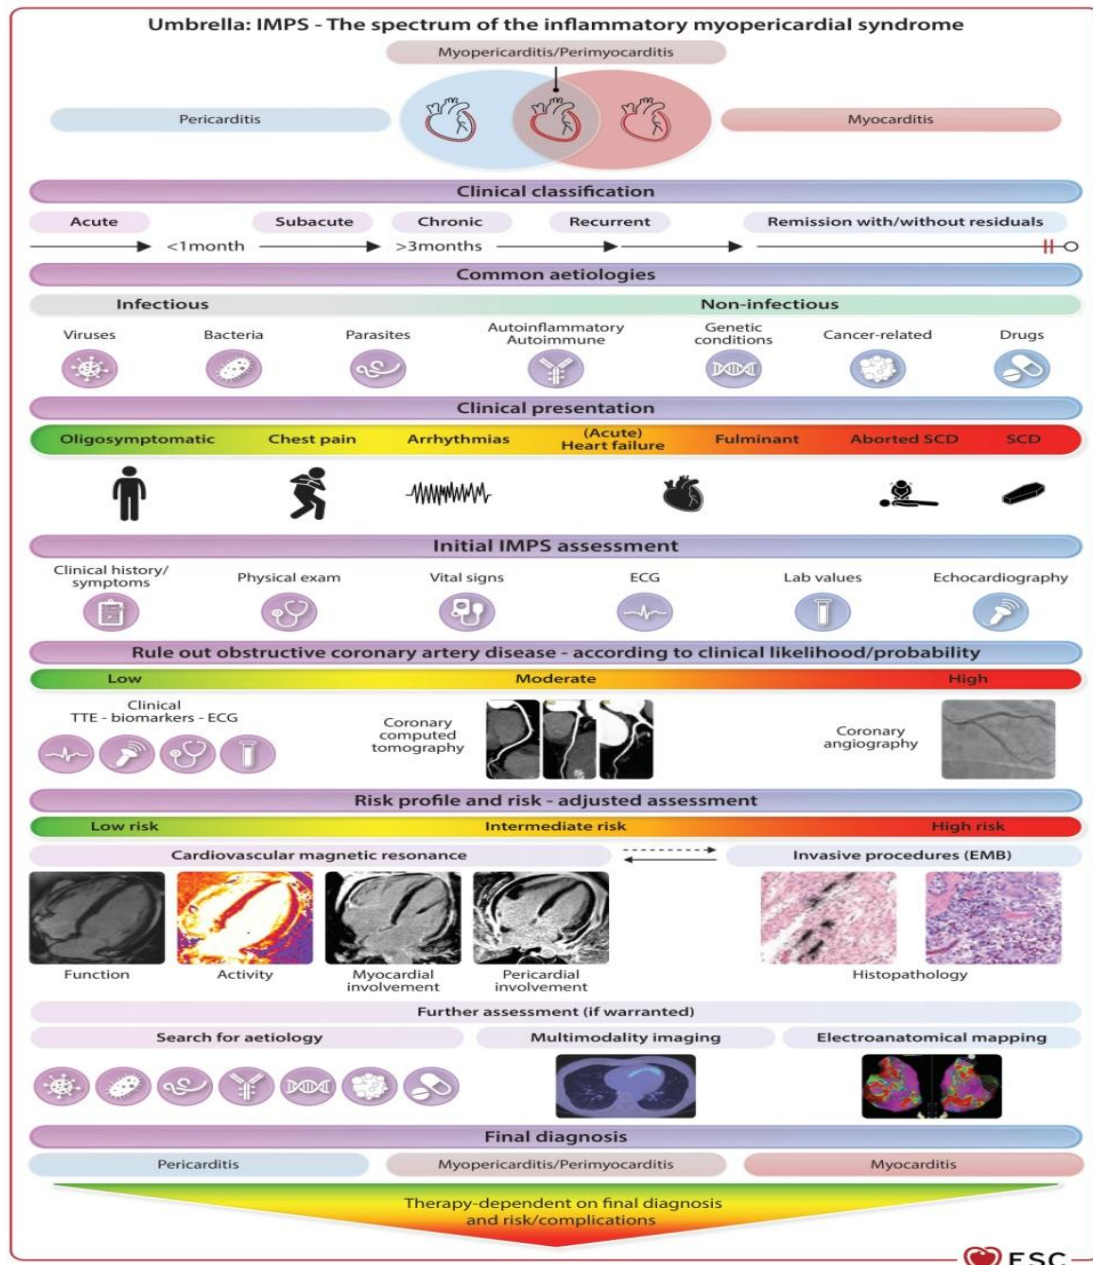 Umbrella: IMPS - The spectrum of the inflammatory myopericardial syndrome
Myopericarditis/Perimyocarditis
Pericarditis
Myocarditis
Clinical classification
Acute
Subacute
Chronic
Recurrent
Remission with/without residuals
<1month
>3months
Common aetiologies
Infectious
Non-infectious
Viruses
Bacteria
Parasites
Autoinflammatory
Autoimmune
Genetic
conditions
Cancer-related
Drugs
Clinical presentation
Oligosymptomatic
Chest pain
Arrhythmias
(Acute)
Heart failure
Fulminant
Aborted SCD
SCD
Initial IMPS assessment
Clinical history/
symptoms
Physical exam
Vital signs
ECG
Lab values
Echocardiography
Rule out obstructive coronary artery disease - according to clinical likelihood/probability
Low
Moderate
High
Clinical
TTE - biomarkers - ECG
Coronary
computed
tomography
Coronary
angiography
Risk profile and risk - adjusted assessment
Low risk
Intermediate risk
High risk
Cardiovascular magnetic resonance
Invasive procedures (EMB)
Function
Activity
Myocardial
involvement
Pericardial
involvement
Histopathology
Further assessment (if warranted)
Search for aetiology
Multimodality imaging
Electroanatomical mapping
Final diagnosis
Pericarditis
Myopericarditis/Perimyocarditis
Myocarditis
Therapy-dependent on final diagnosis
and risk/complications
ESC